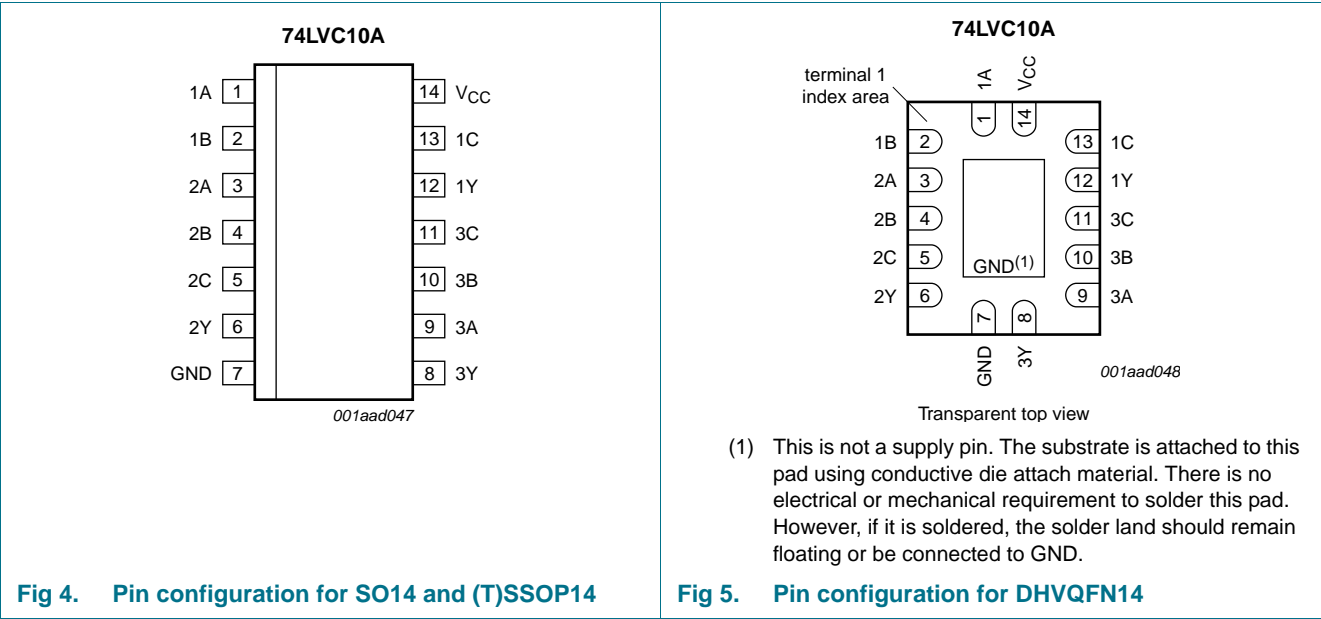 74LVC10A
1A 1 14 VCC
1B 2 13 1C
2A 3 12 1Y
2B 4 11 3C
2C 5 10 3B
2Y 6 9 3A
GND 7 8 3Y
001aad047
Fig 4. Pin configuration for SO14 and (T)SSOP14
74LVC10A
terminal 1
index area
1A VCC
1 14
1B 2 13 1C
2A 3 12 1Y
2B 4 11 3C
2C 5 10 3B
GND(1)
2Y 6 9 3A
7 8
GND 3Y
001aad048
Transparent top view
(1) This is not a supply pin. The substrate is attached to this
pad using conductive die attach material. There is no
electrical or mechanical requirement to solder this pad.
However, if it is soldered, the solder land should remain
floating or be connected to GND.
Fig 5. Pin configuration for DHVQFN14